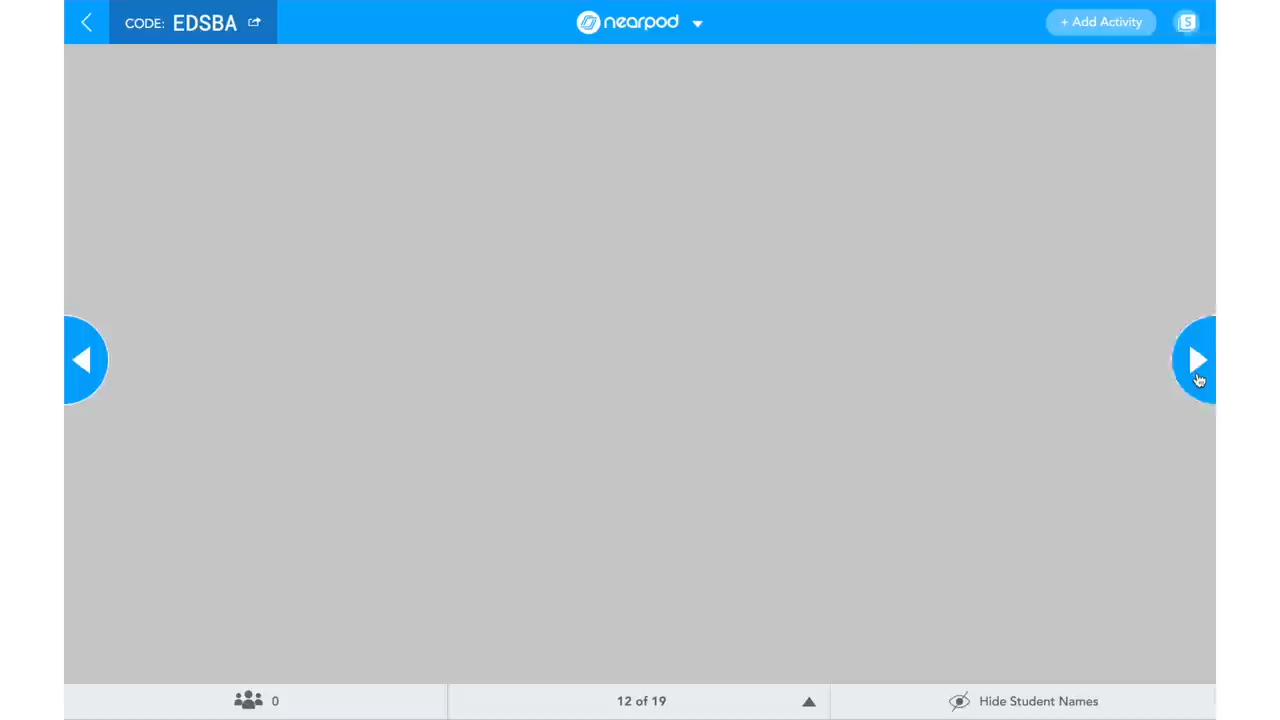 CODE: EDSBA
nearpod
+ Add Activity
S
0
12 of 19
Hide Student Names